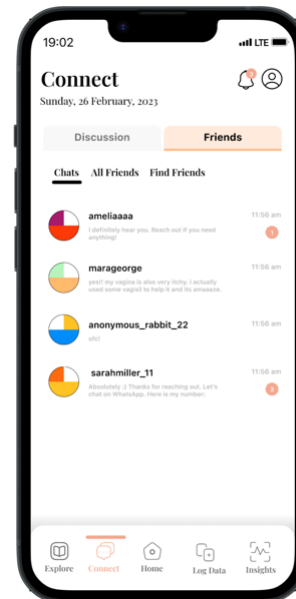 19:02
LTE
Connect
Sunday, 26 February, 2023
Discussion
Friends
Chats All Friends Find Friends
ameliaaaa
11:56 am
I definitely hear you. Reach out if you need
anything!
1
marageorge
11:56 am
yes!! my vagina is also very itchy. i actually
used some vagisil to help it and its amaaaze.
anonymous_rabbit_22
11:56 am
ofc!
sarahmiller_11
11:56 am
Absolutely :) Thanks for reaching out. Let's
chat on WhatsApp. Here is my number:
3
Explore
Connect
Home
Log Data
Insights